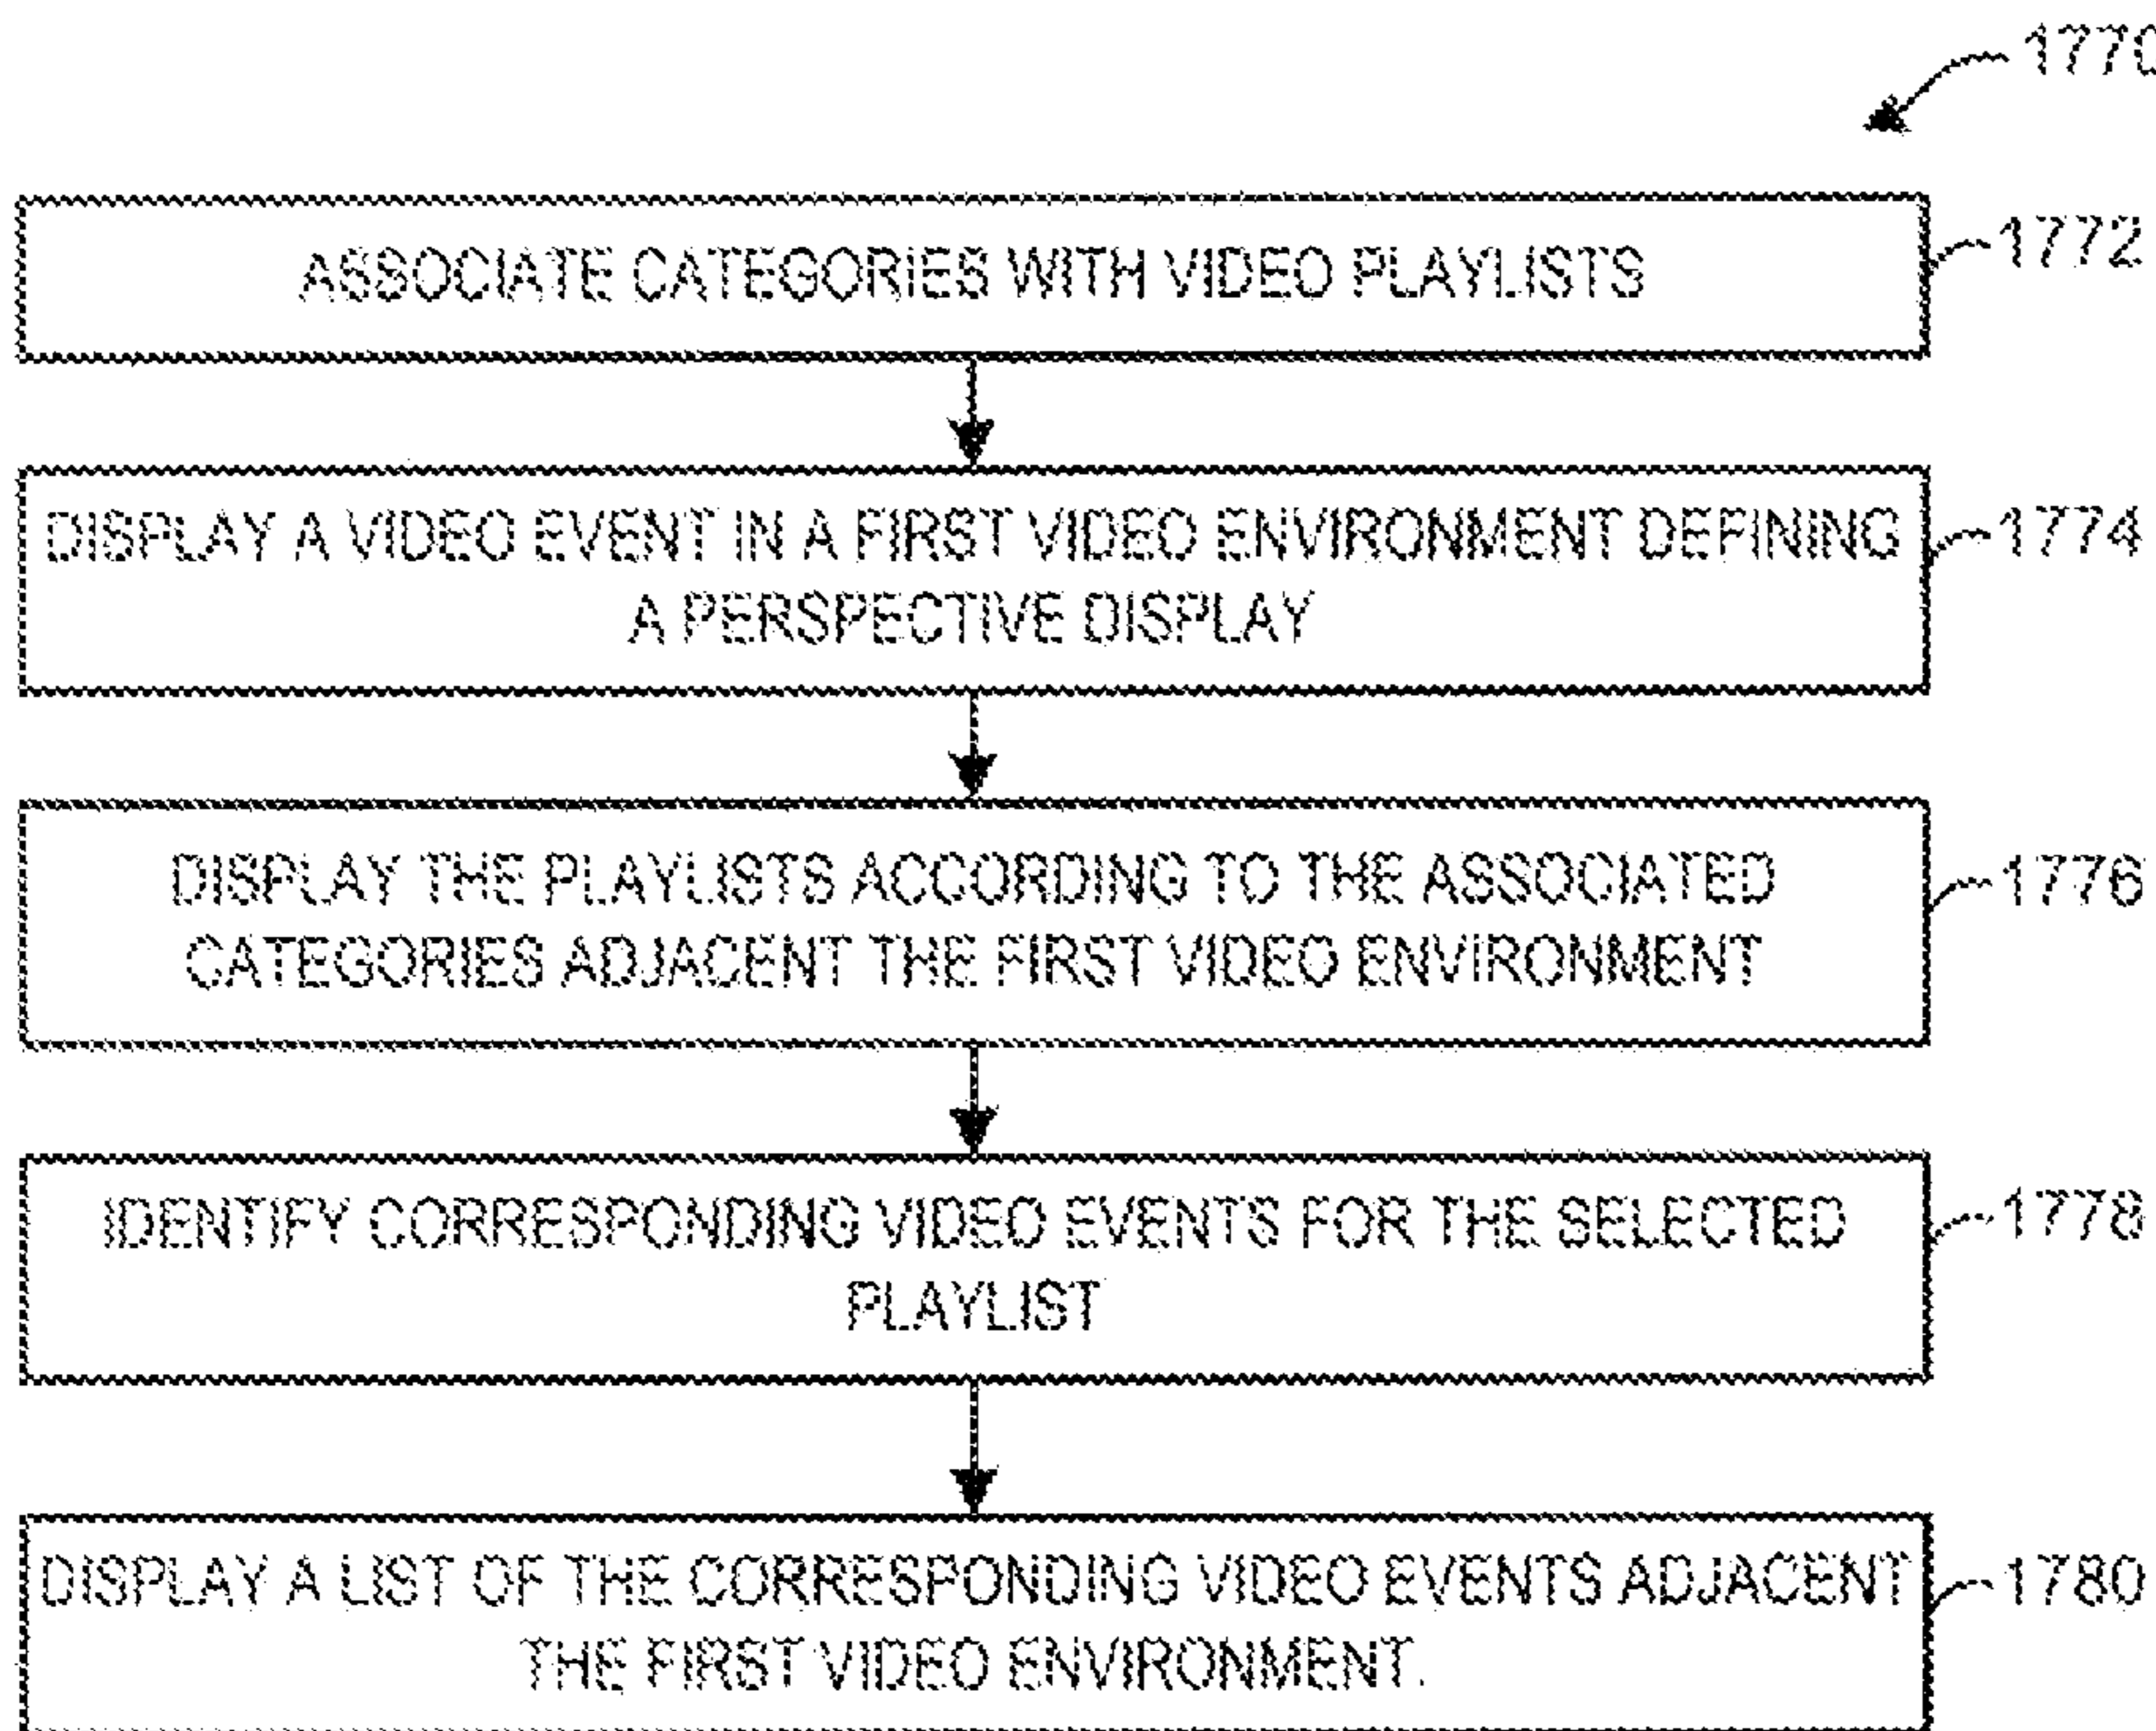 1770
ASSOCIATE CATEGORIES WITH VIDEO PLAYLISTS
1772
DISPLAY A VIDEO EVENT IN A FIRST VIDEO ENVIRONMENT DEFINING
A PERSPECTIVE DISPLAY
1774
DISPLAY THE PLAYLISTS ACCORDING TO THE ASSOCIATED
CATEGORIES ADJACENT THE FIRST VIDEO ENVIRONMENT
1776
IDENTIFY CORRESPONDING VIDEO EVENTS FOR THE SELECTED
PLAYLIST
1778
DISPLAY A LIST OF THE CORRESPONDING VIDEO EVENTS ADJACENT
THE FIRST VIDEO ENVIRONMENT.
1780